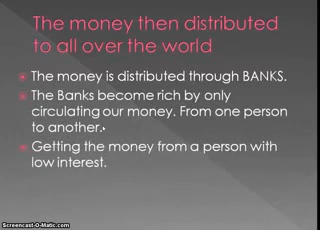 The money then distributed
to all over the world
The money is distributed through BANKS.
The Banks become rich by only
circulating our money. From one person
to another.
Getting the money from a person with
low interest.
Screencast-O-Matic.com